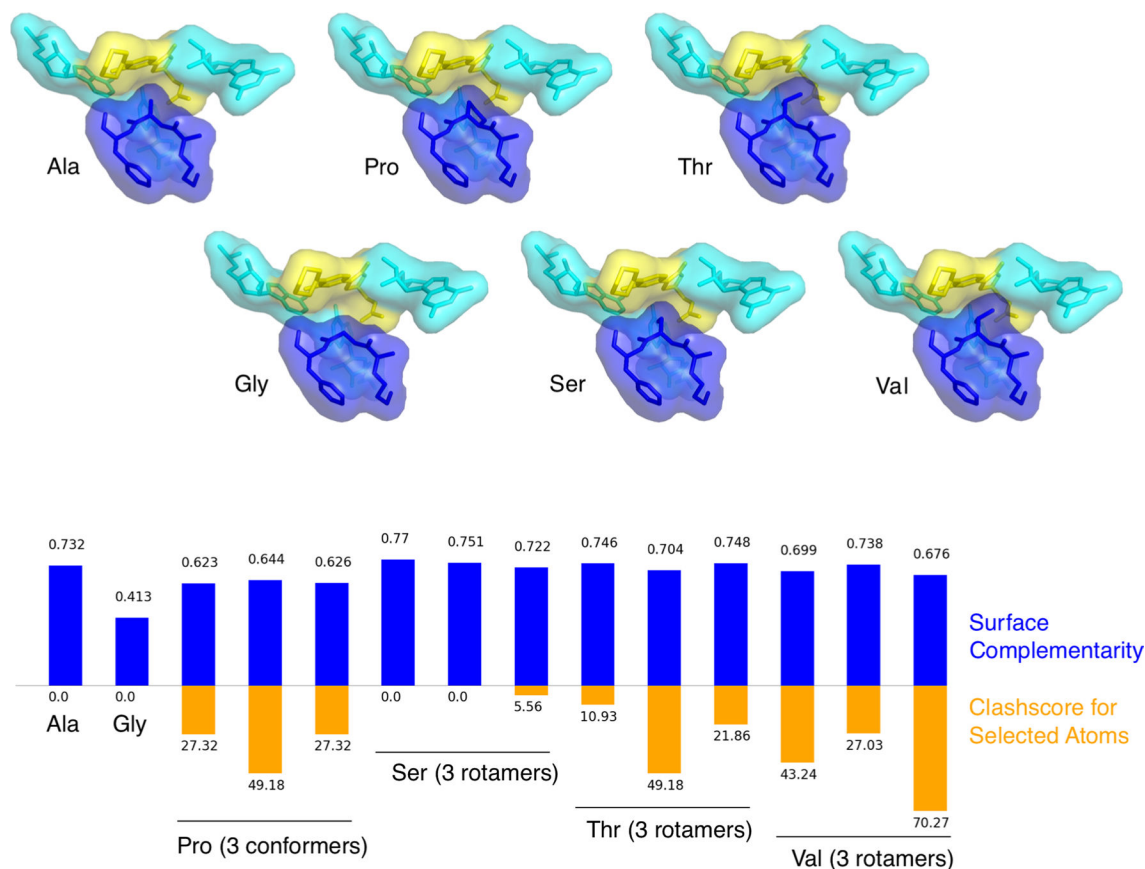 Ala
Pro
Thr
Gly
Ser
Val
0.732
0.413
0.623
0.644
0.626
0.77
0.751
0.722
0.746
0.704
0.748
0.699
0.738
0.676
Surface
Complementarity
0.0
0.0
27.32
49.18
27.32
0.0
0.0
5.56
10.93
49.18
21.86
43.24
27.03
70.27
Clashscore for
Selected Atoms
Ala
Gly
Pro (3 conformers)
Ser (3 rotamers)
Thr (3 rotamers)
Val (3 rotamers)